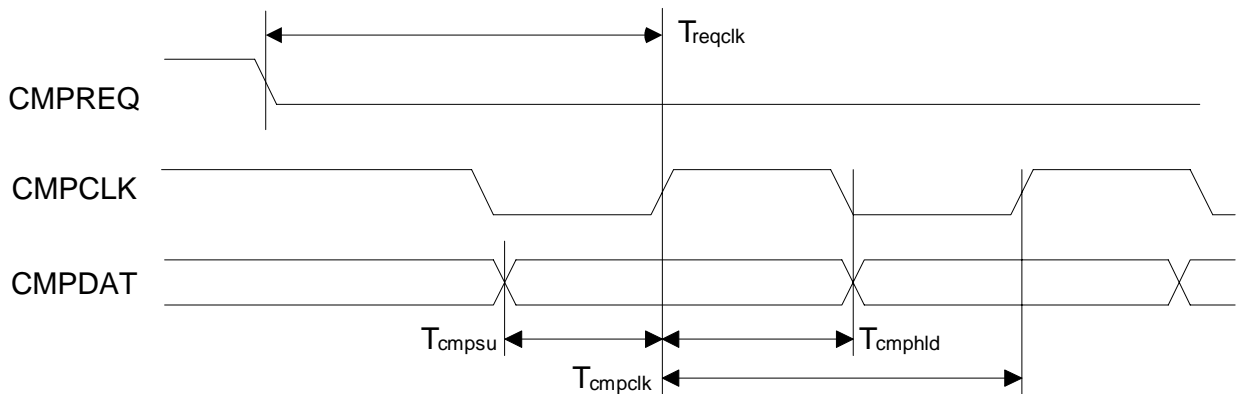 Treqclk
CMPREQ
CMPCLK
CMPDAT
Tcmpsu
Tcmphld
Tcmpclk